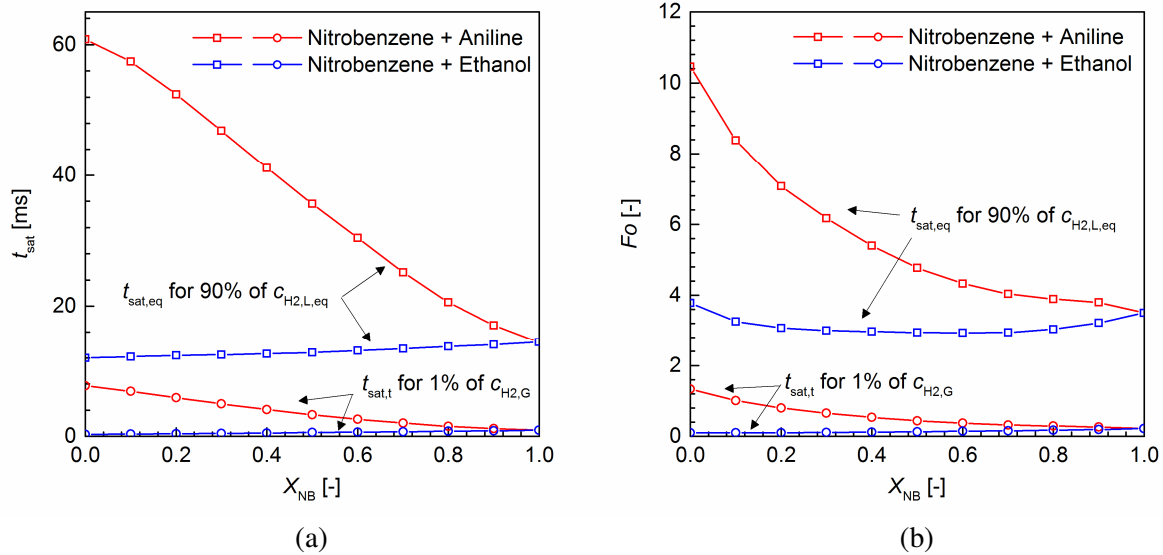 Nitrobenzene + Aniline
Nitrobenzene + Ethanol
60
40
20
0
t_sat [ms]
t_sat,eq for 90% of c_H2,L,eq
t_sat,t for 1% of c_H2,G
0.0 0.2 0.4 0.6 0.8 1.0
X_NB [-]
(a)
Nitrobenzene + Aniline
Nitrobenzene + Ethanol
12
10
8
6
4
2
0
Fo [-]
t_sat,eq for 90% of c_H2,L,eq
t_sat,t for 1% of c_H2,G
0.0 0.2 0.4 0.6 0.8 1.0
X_NB [-]
(b)